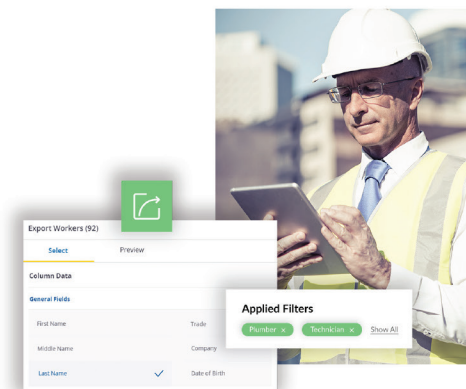 Export Workers (92)
Select Preview
Column Data
General Fields
First Name Trade
Middle Name Company
Last Name Date of Birth
Applied Filters
Plumber x Technician x Show All